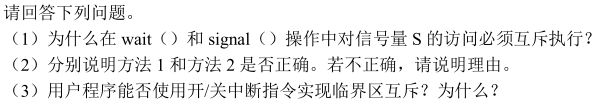 请回答下列问题。
（1）为什么在 wait（）和 signal（）操作中对信号量 S 的访问必须互斥执行？
（2）分别说明方法 1 和方法 2 是否正确。若不正确，请说明理由。
（3）用户程序能否使用开/关中断指令实现临界区互斥？为什么？